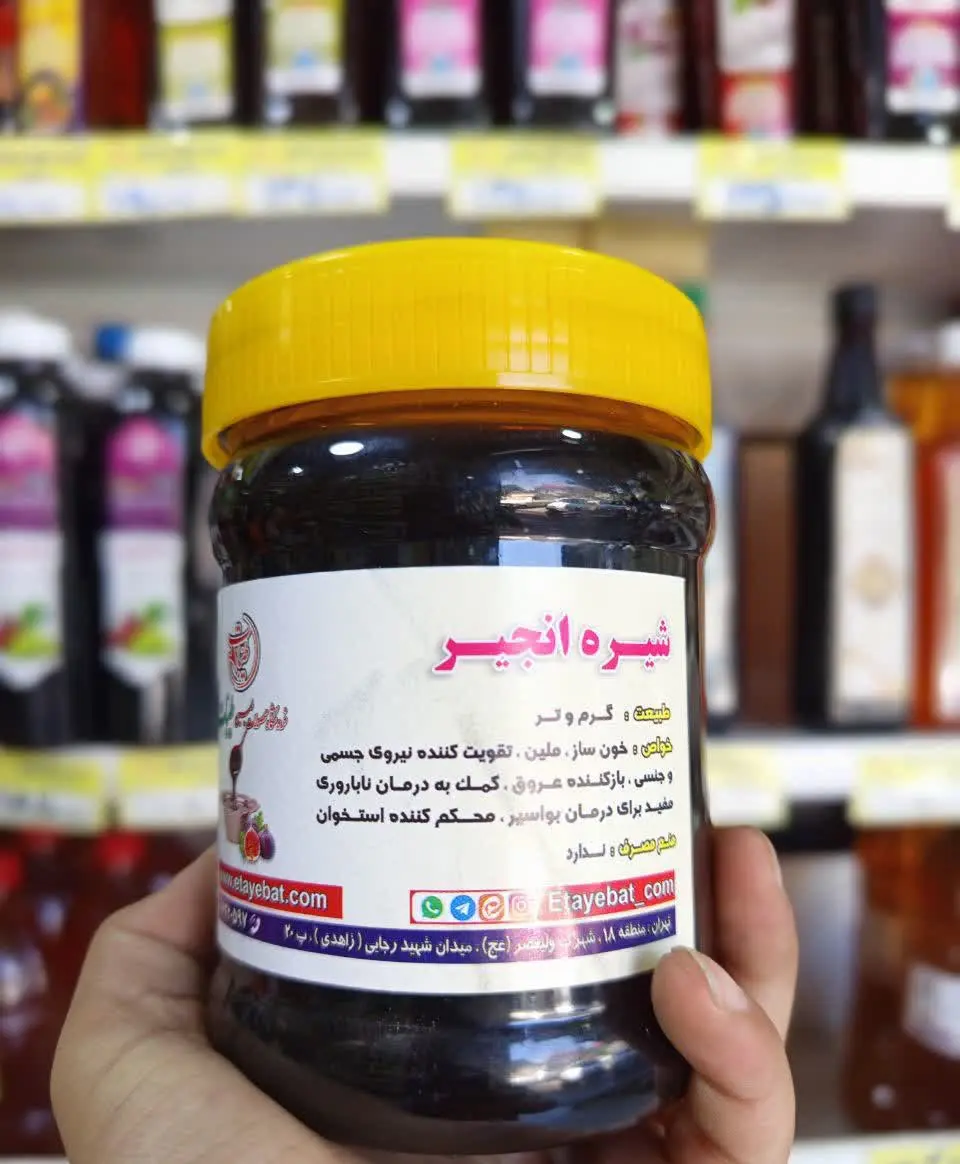 شیره انجیر
طبیعت : گرم و تر
خواص : خون ساز، ملین، تقویت کننده نیروی جسمی
و جنسی، بازکننده عروق، کمک به درمان ناباروری
مفید برای درمان بواسیر، محکم کننده استخوان
منع مصرف : ندارد
www.etayebat.com
Etayebat_com
تهران، منطقه ۱۸، شهرک ولیعصر (عج)، میدان شهید رجایی (زاهدی)، پ ۲۰